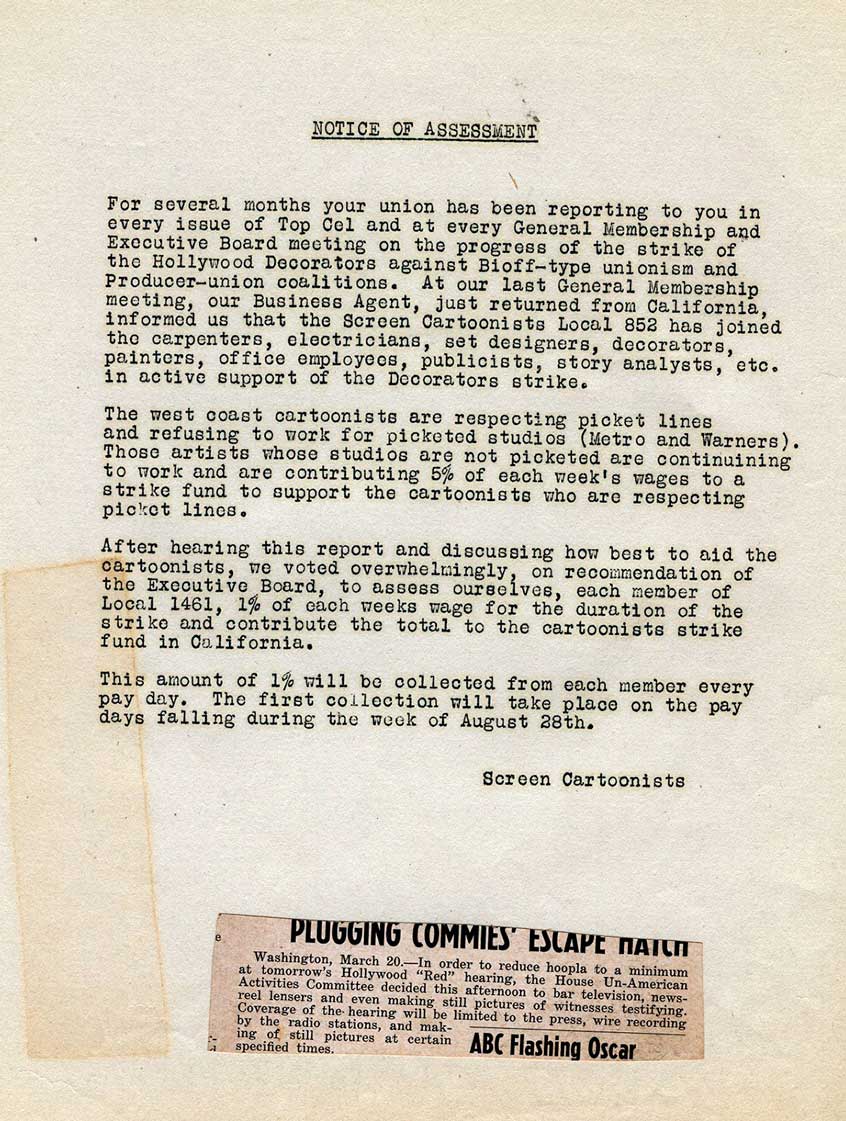 NOTICE OF ASSESSMENT
For several months your union has been reporting to you in
every issue of Top Cel and at every General Membership and
Executive Board meeting on the progress of the strike of
the Hollywood Decorators against Bioff-type unionism and
Producer-union coalitions. At our last General Membership
meeting, our Business Agent, just returned from California,
informed us that the Screen Cartoonists Local 852 has joined
the carpenters, electricians, set designers, decorators,
painters, office employees, publicists, story analysts, etc.
in active support of the Decorators strike.
The west coast cartoonists are respecting picket lines
and refusing to work for picketed studios (Metro and Warners).
Those artists whose studios are not picketed are continuining
to work and are contributing 5% of each week's wages to a
strike fund to support the cartoonists who are respecting
picket lines.
After hearing this report and discussing how best to aid the
cartoonists, we voted overwhelmingly, on recommendation of
the Executive Board, to assess ourselves, each member of
Local 1461, 1% of each weeks wage for the duration of the
strike and contribute the total to the cartoonists strike
fund in California.
This amount of 1% will be collected from each member every
pay day. The first collection will take place on the pay
days falling during the week of August 28th.
Screen Cartoonists
e
PLUGGING COMMIES' ESCAPE HATCH
Washington, March 20.—In order to reduce hoopla to a minimum
at tomorrow's Hollywood "Red" hearing, the House Un-American
Activities Committee decided this afternoon to bar television, news-
reel lensers and even making still pictures of witnesses testifying.
Coverage of the hearing will be limited to the press, wire recording
by the radio stations, and mak-
ing of still pictures at certain
specified times.
ABC Flashing Oscar